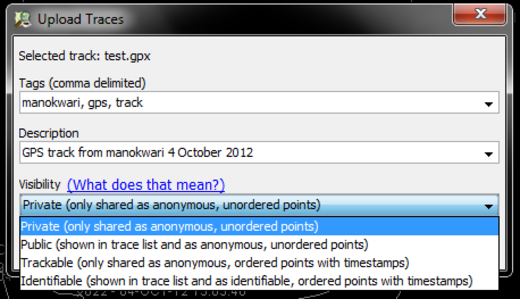 Upload Traces
Selected track: test.gpx
Tags (comma delimited)
manokwari, gps, track
Description
GPS track from manokwari 4 October 2012
Visibility (What does that mean?)
Private (only shared as anonymous, unordered points)
Private (only shared as anonymous, unordered points)
Public (shown in trace list and as anonymous, unordered points)
Trackable (only shared as anonymous, ordered points with timestamps)
Identifiable (shown in trace list and as identifiable, ordered points with timestamps)